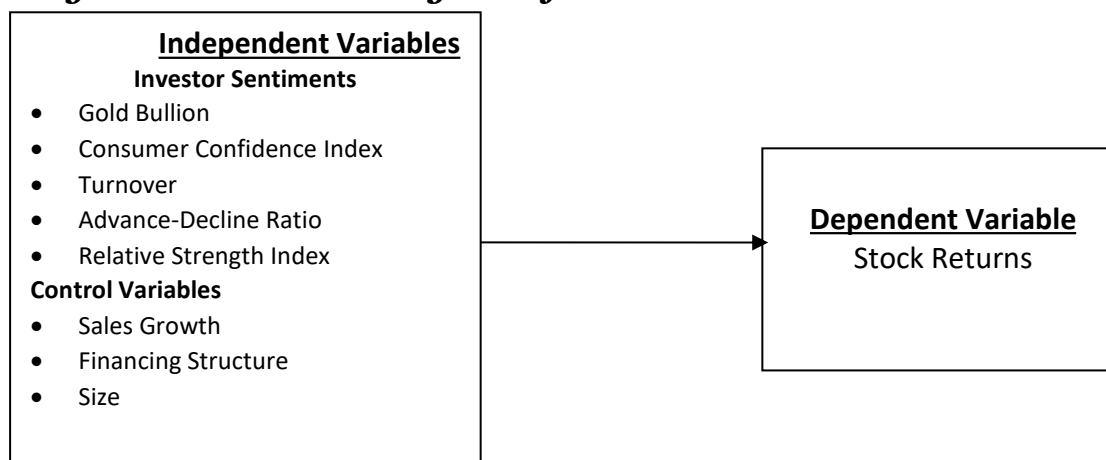 Independent Variables
Investor Sentiments
• Gold Bullion
• Consumer Confidence Index
• Turnover
• Advance-Decline Ratio
• Relative Strength Index
Control Variables
• Sales Growth
• Financing Structure
• Size
Dependent Variable
Stock Returns